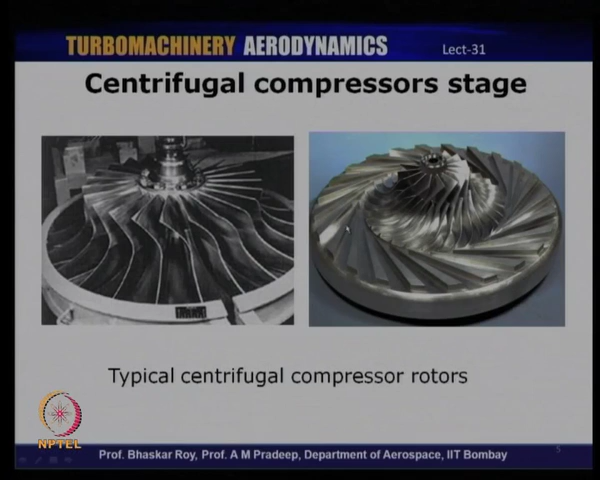 TURBOMACHINERY AERODYNAMICS Lect-31
Centrifugal compressors stage
Typical centrifugal compressor rotors
NPTEL
Prof. Bhaskar Roy, Prof. A M Pradeep, Department of Aerospace, IIT Bombay
5